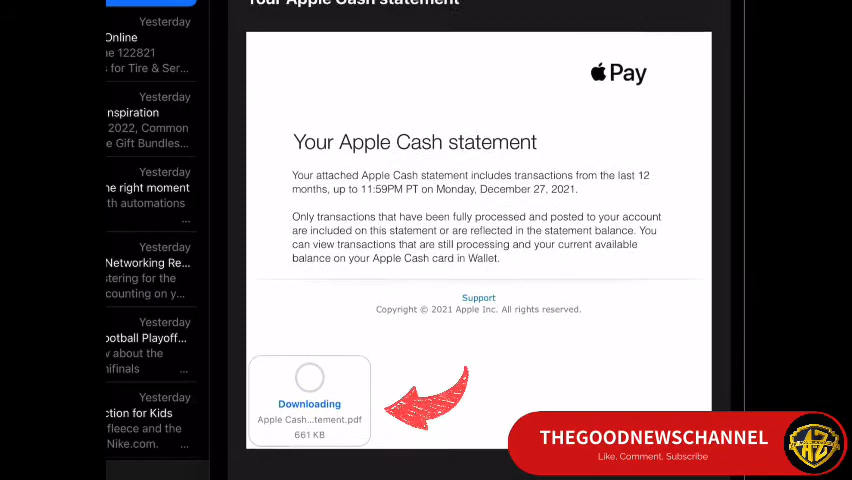 Your Apple Cash statement
Yesterday
Online
ne 122821
s for Tire & Ser...
Yesterday
nspiration
2022, Common
e Gift Bundles...
Yesterday
ne right moment
th automations
...
Yesterday
Networking Re...
stering for the
counting on y...
Yesterday
ootball Playoff...
v about the
nifinals
...
Yesterday
ction for Kids
fleece and the
Nike.com.
...
Pay
Your Apple Cash statement
Your attached Apple Cash statement includes transactions from the last 12
months, up to 11:59PM PT on Monday, December 27, 2021.
Only transactions that have been fully processed and posted to your account
are included on this statement or are reflected in the statement balance. You
can view transactions that are still processing and your current available
balance on your Apple Cash card in Wallet.
Support
Copyright © 2021 Apple Inc. All rights reserved.
Downloading
Apple Cash...tement.pdf
661 KB
THEGOODNEWSCHANNEL
Like, Comment, Subscribe
AZ